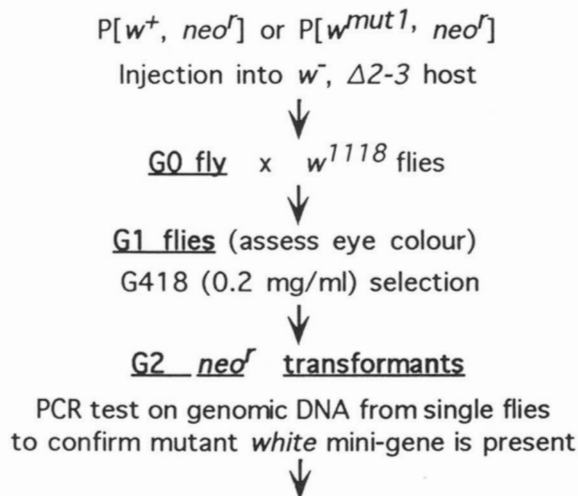 P[w⁺, neoʳ] or P[wᵐᵘᵗ¹, neoʳ]
Injection into w⁻, Δ2-3 host
G0 fly x w¹¹¹⁸ flies
G1 flies (assess eye colour)
G418 (0.2 mg/ml) selection
G2 neoʳ transformants
PCR test on genomic DNA from single flies
to confirm mutant white mini-gene is present